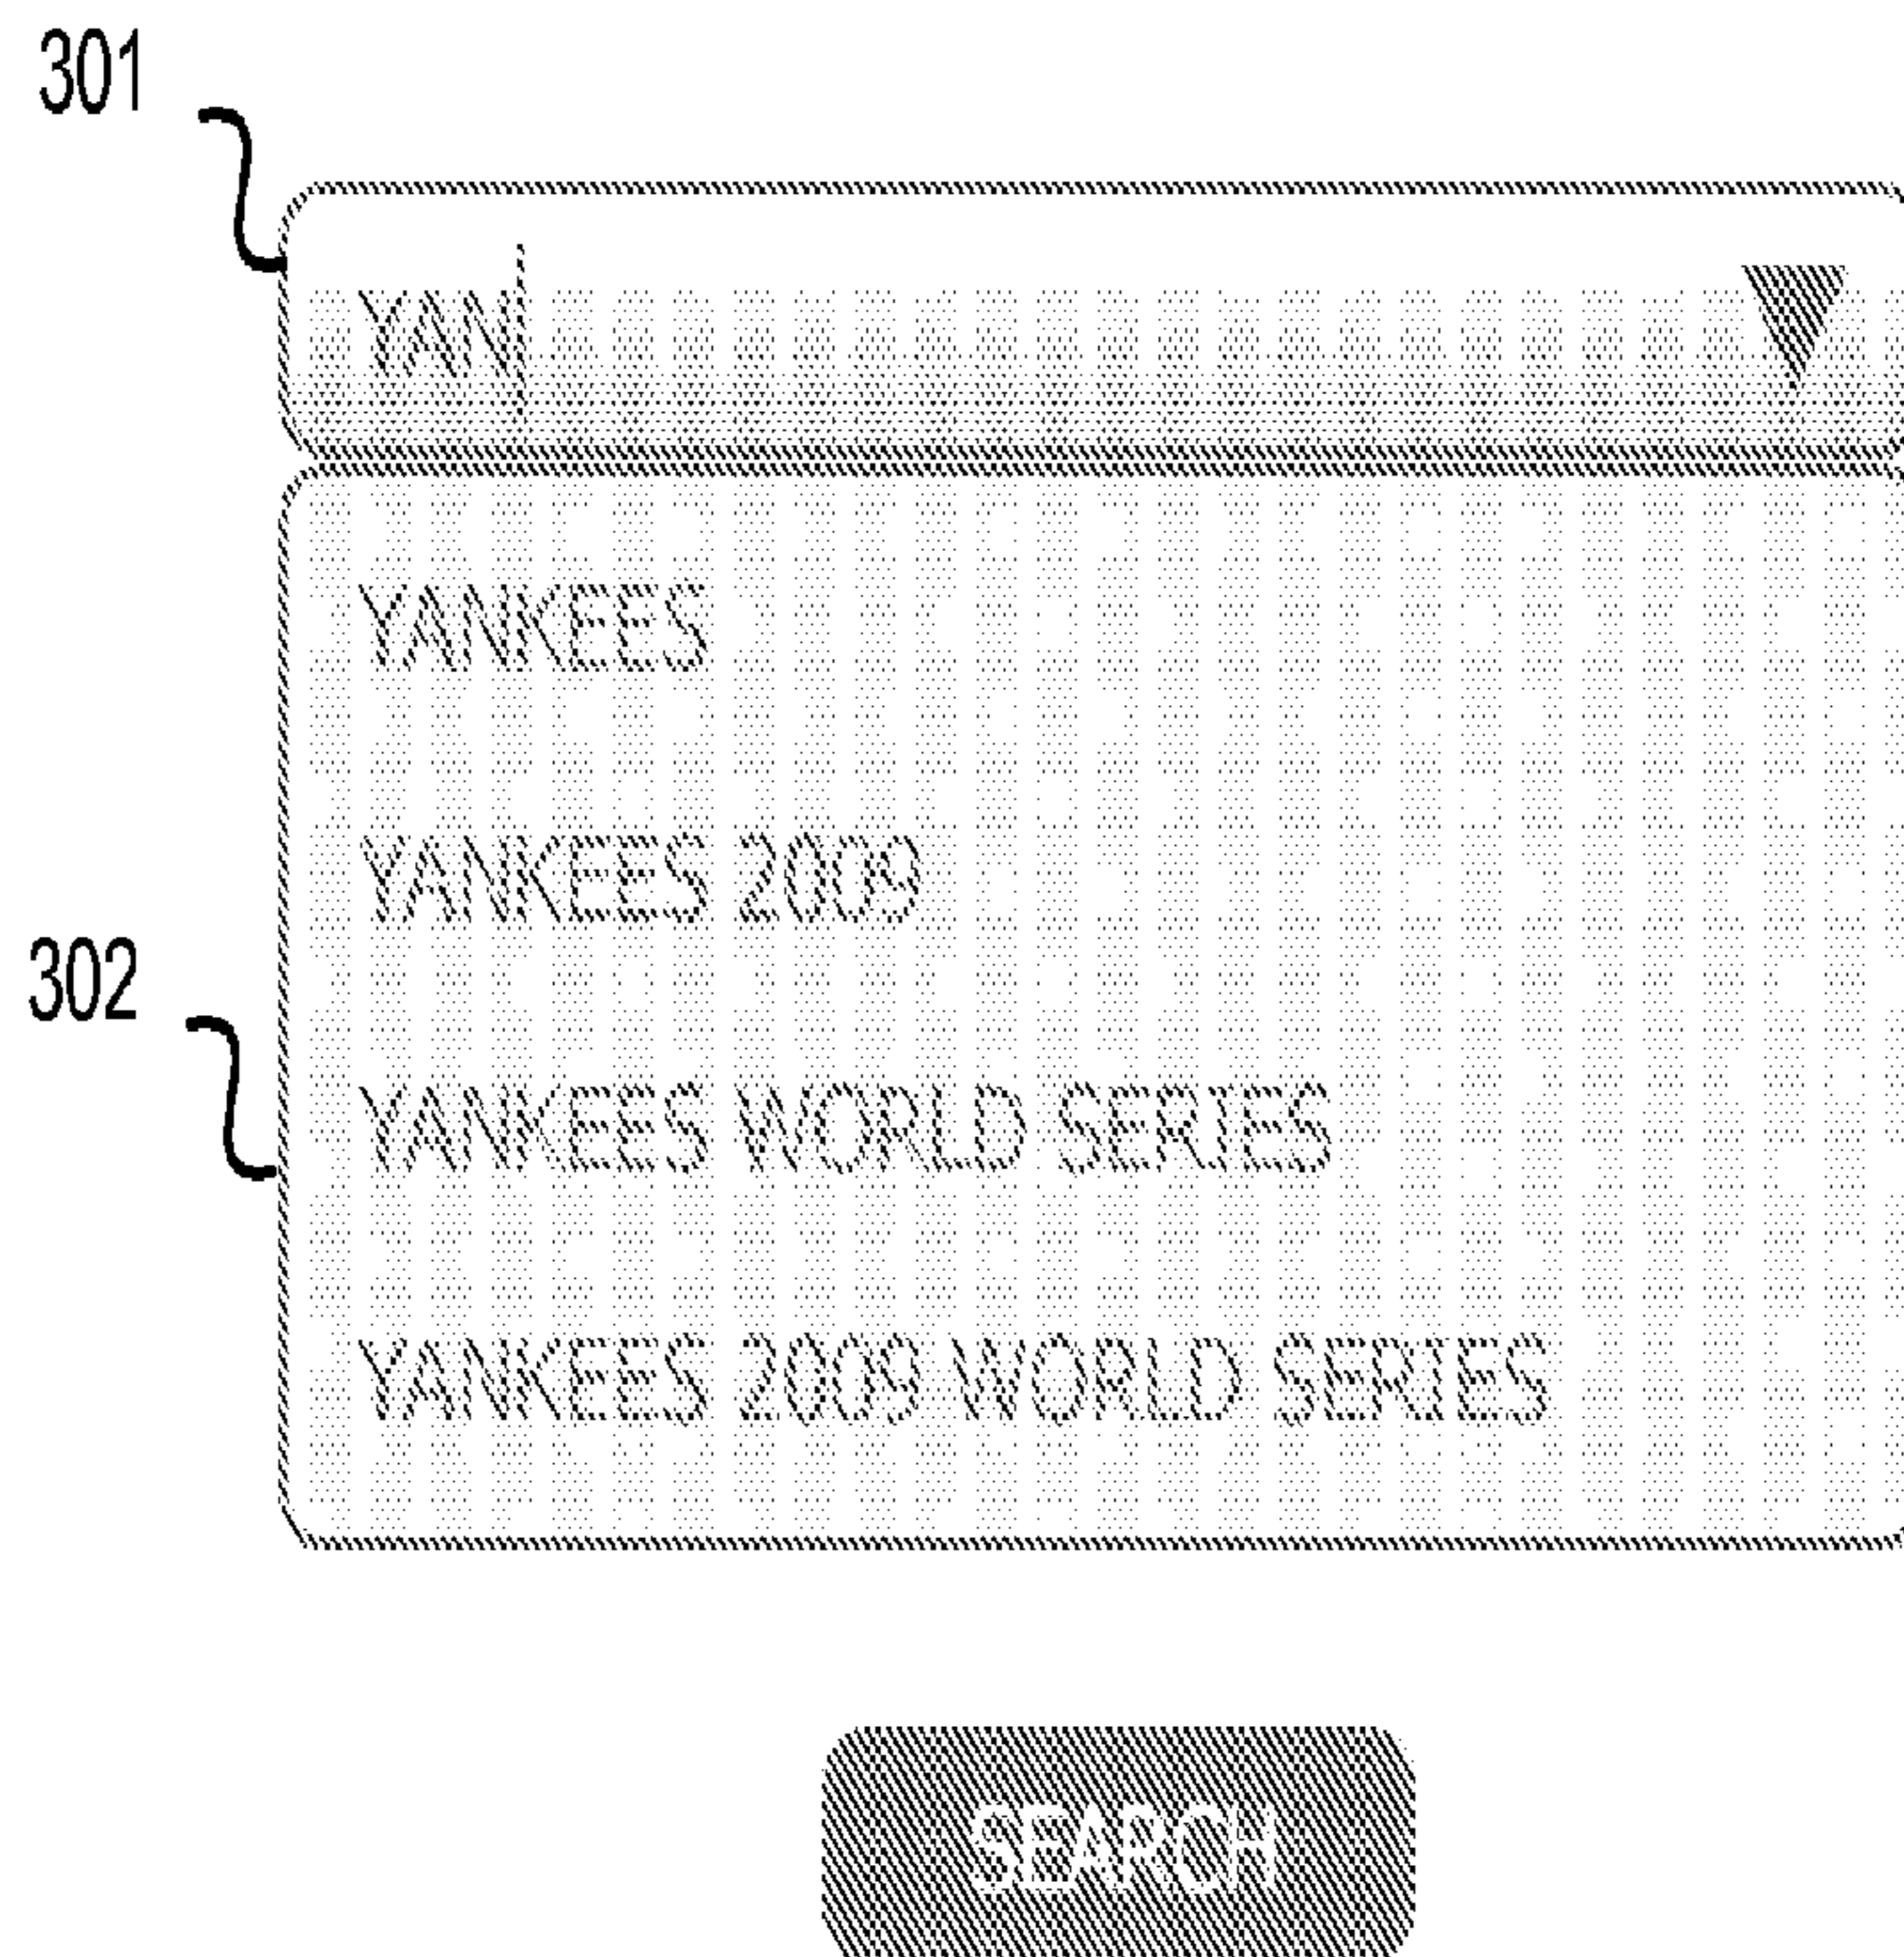 301
YAN
YANKEES
YANKEES 2009
302
YANKEES WORLD SERIES
YANKEES 2009 WORLD SERIES
SEARCH